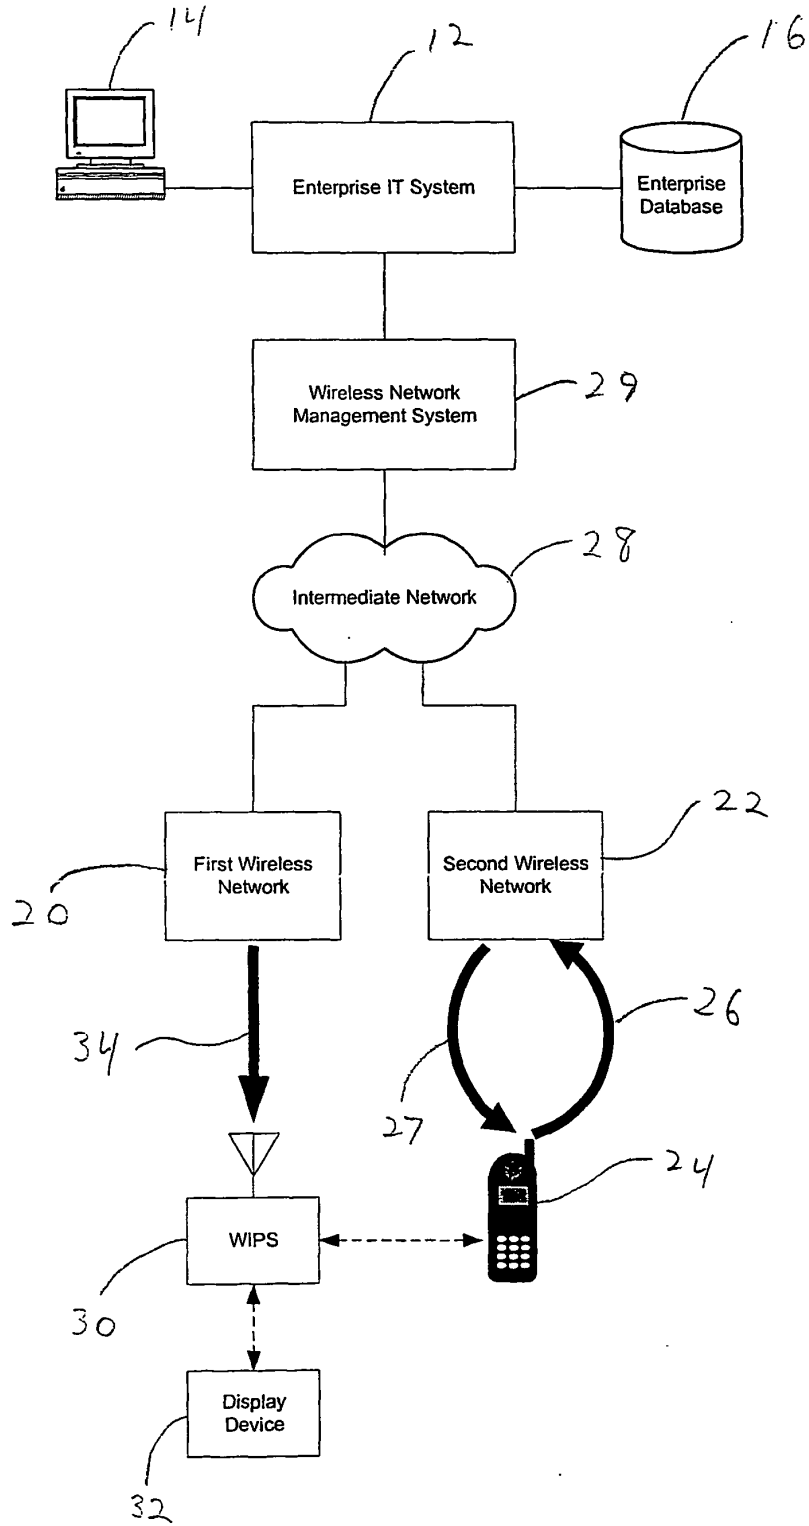 14
12
16
Enterprise IT System
Enterprise
Database
Wireless Network
Management System
29
28
Intermediate Network
22
First Wireless
Network
Second Wireless
Network
20
26
34
27
24
WIPS
30
Display
Device
32